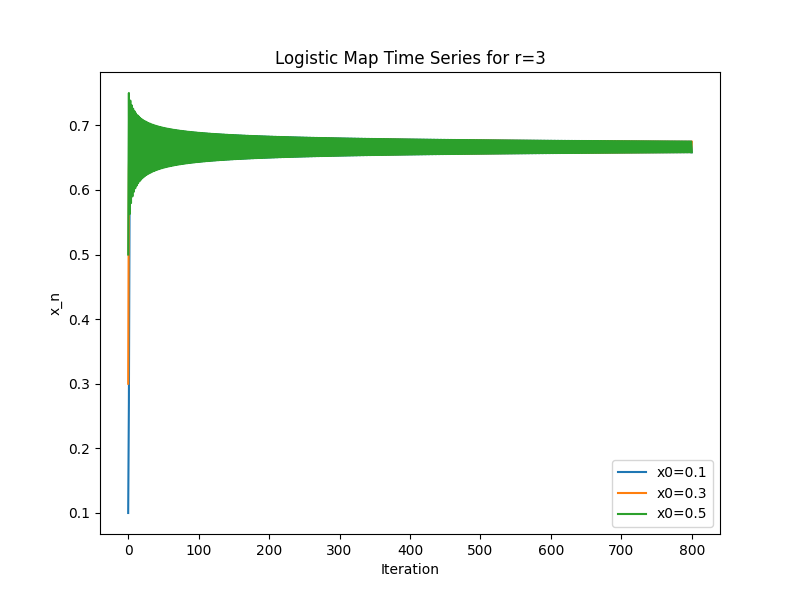 Logistic Map Time Series for r=3
x_n
0.7
0.6
0.5
0.4
0.3
0.2
0.1
0 100 200 300 400 500 600 700 800
Iteration
x0=0.1
x0=0.3
x0=0.5